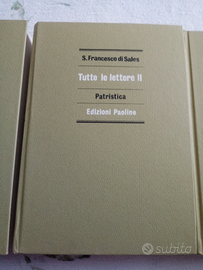 S. Francesco di Sales
Tutte le lettere II
Patristica
Edizioni Paoline
subito